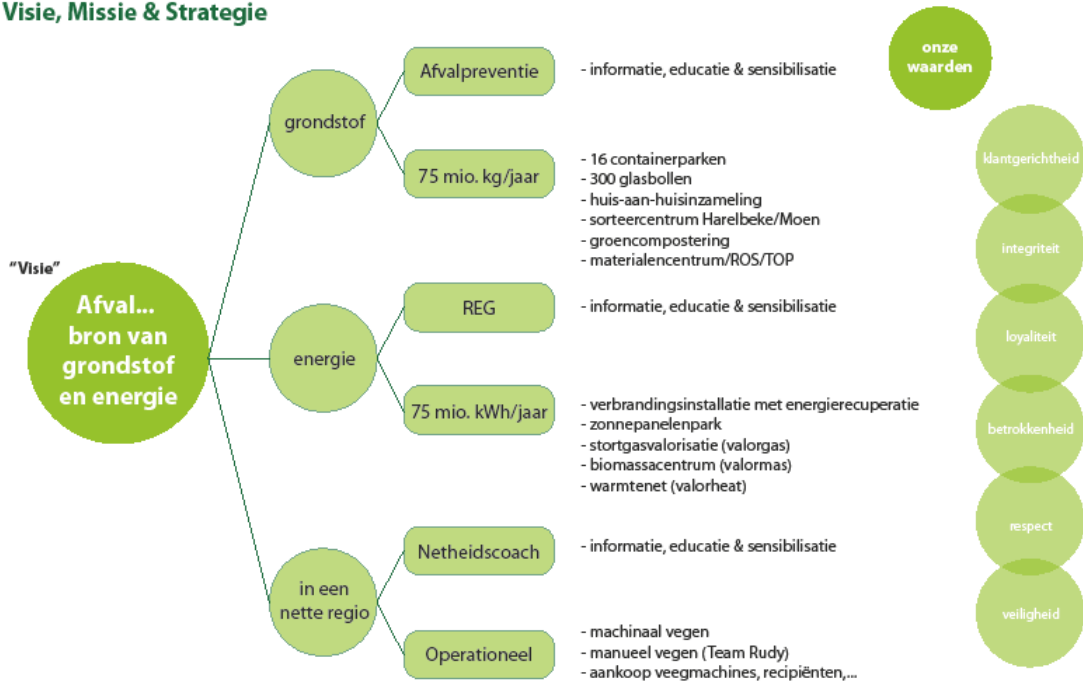 Visie, Missie & Strategie
"Visie"
Afval...
bron van
grondstof
en energie
grondstof
Afvalpreventie
- informatie, educatie & sensibilisatie
75 mio. kg/jaar
- 16 containerparken
- 300 glasbollen
- huis-aan-huisinzameling
- sorteercentrum Harelbeke/Moen
- groencompostering
- materialencentrum/ROS/TOP
energie
REG
- informatie, educatie & sensibilisatie
75 mio. kWh/jaar
- verbrandingsinstallatie met energierecuperatie
- zonnepanelenpark
- stortgasvalorisatie (valorgas)
- biomassacentrum (valormas)
- warmtenet (valorheat)
in een
nette regio
Netheidscoach
- informatie, educatie & sensibilisatie
Operationeel
- machinaal vegen
- manueel vegen (Team Rudy)
- aankoop veegmachines, recipiënten,...
onze
waarden
klantgerichtheid
integriteit
loyaliteit
betrokkenheid
respect
veiligheid